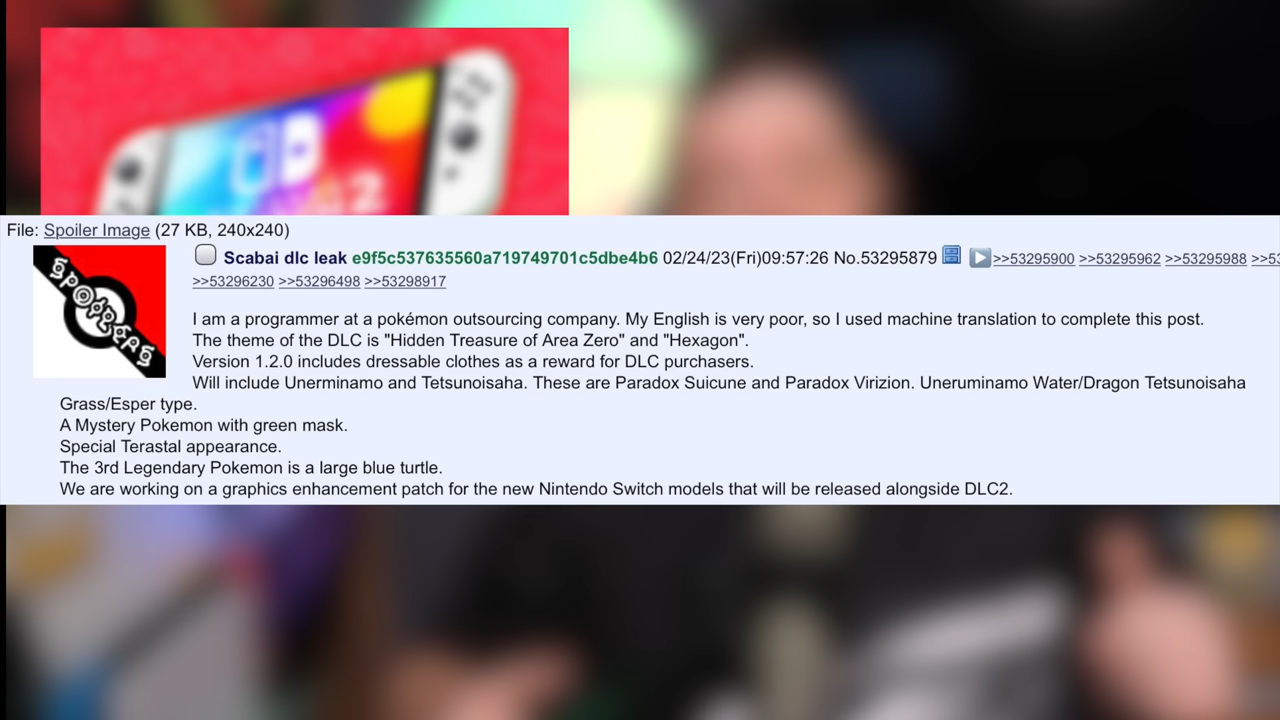 File: Spoiler Image (27 KB, 240x240)
SPOILERS
Scabai dlc leak e9f5c537635560a719749701c5dbe4b6 02/24/23(Fri)09:57:26 No.53295879 >>53295900 >>53295962 >>53295988
>>53296230 >>53296498 >>53298917
I am a programmer at a pokémon outsourcing company. My English is very poor, so I used machine translation to complete this post.
The theme of the DLC is "Hidden Treasure of Area Zero" and "Hexagon".
Version 1.2.0 includes dressable clothes as a reward for DLC purchasers.
Will include Unerminamo and Tetsunoisaha. These are Paradox Suicune and Paradox Virizion. Uneruminamo Water/Dragon Tetsunoisaha
Grass/Esper type.
A Mystery Pokemon with green mask.
Special Terastal appearance.
The 3rd Legendary Pokemon is a large blue turtle.
We are working on a graphics enhancement patch for the new Nintendo Switch models that will be released alongside DLC2.